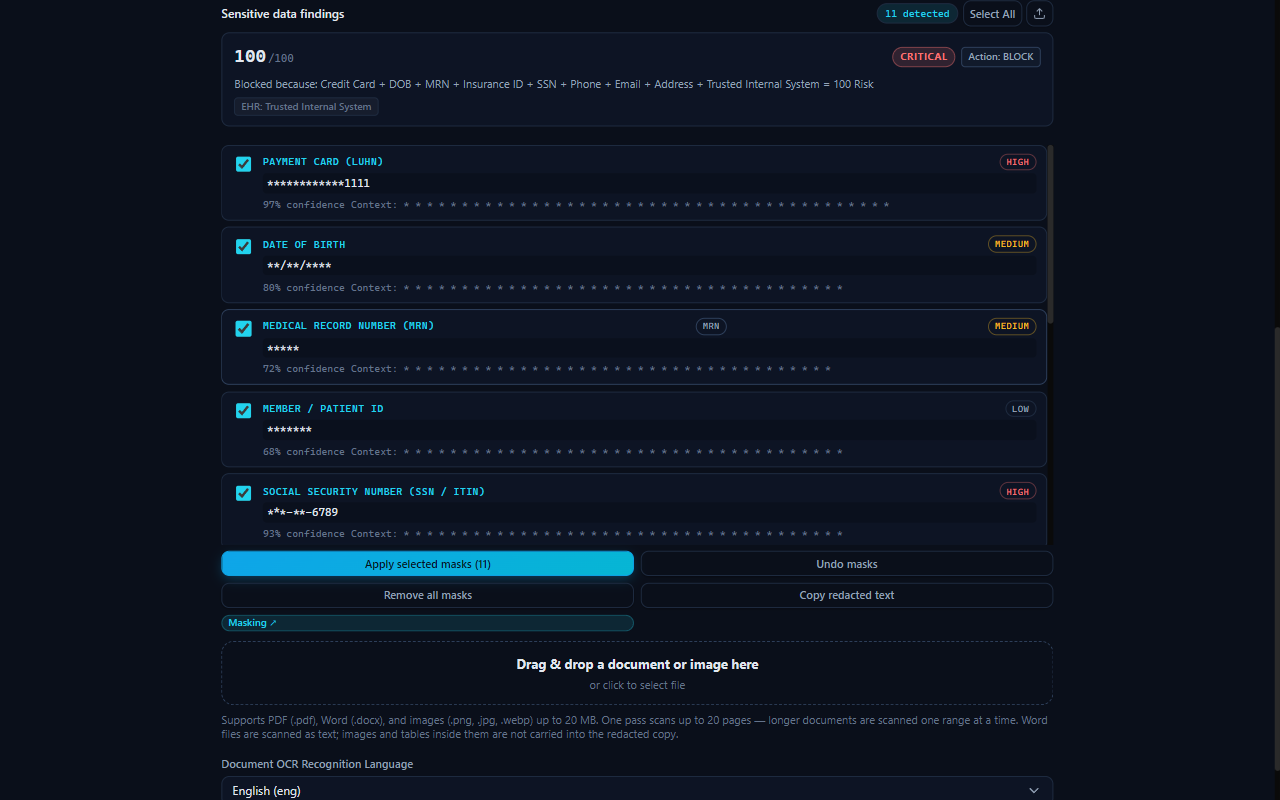 Sensitive data findings
11 detected
Select All
100/100
CRITICAL
Action: BLOCK
Blocked because: Credit Card + DOB + MRN + Insurance ID + SSN + Phone + Email + Address + Trusted Internal System = 100 Risk
EHR: Trusted Internal System
PAYMENT CARD (LUHN)
HIGH
************1111
97% confidence Context: * * * * * * * * * * * * * * * * * * * * * * * * * * * * * * * * * * * * * * * * *
DATE OF BIRTH
MEDIUM
**/**/****
80% confidence Context: * * * * * * * * * * * * * * * * * * * * * * * * * * * * * * * * * * * * *
MEDICAL RECORD NUMBER (MRN)
MRN
MEDIUM
*****
72% confidence Context: * * * * * * * * * * * * * * * * * * * * * * * * * * * * * * * * * * * *
MEMBER / PATIENT ID
LOW
*******
68% confidence Context: * * * * * * * * * * * * * * * * * * * * * * * * * * * * * * * * * * * * *
SOCIAL SECURITY NUMBER (SSN / ITIN)
HIGH
***-**-6789
93% confidence Context: * * * * * * * * * * * * * * * * * * * * * * * * * * * * * * * * * * * * *
Apply selected masks (11)
Undo masks
Remove all masks
Copy redacted text
Masking ↗
Drag & drop a document or image here
or click to select file
Supports PDF (.pdf), Word (.docx), and images (.png, .jpg, .webp) up to 20 MB. One pass scans up to 20 pages — longer documents are scanned one range at a time. Word
files are scanned as text; images and tables inside them are not carried into the redacted copy.
Document OCR Recognition Language
English (eng)